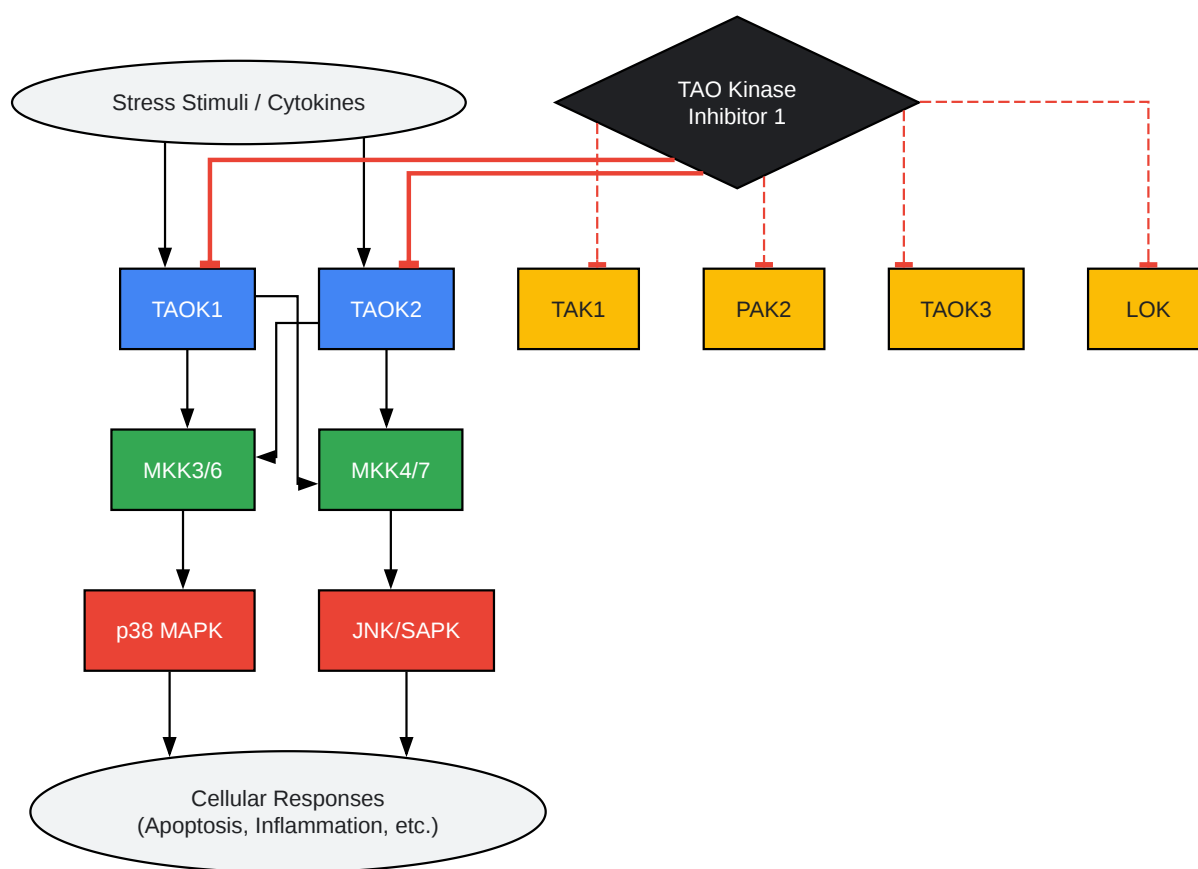 Stress Stimuli / Cytokines
TAO Kinase
Inhibitor 1
TAOK1
TAOK2
TAK1
PAK2
TAOK3
LOK
MKK3/6
MKK4/7
p38 MAPK
JNK/SAPK
Cellular Responses
(Apoptosis, Inflammation, etc.)